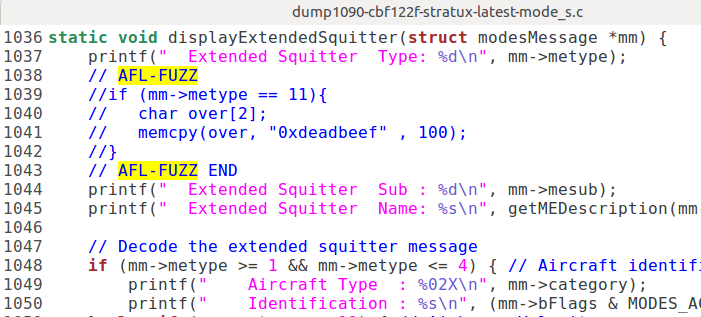 dump1090-cbf122f-stratux-latest-mode_s.c
1036 static void displayExtendedSquitter(struct modesMessage *mm) {
1037     printf("  Extended Squitter  Type: %d\n", mm->metype);
1038     // AFL-FUZZ
1039     //if (mm->metype == 11){
1040     //   char over[2];
1041     //   memcpy(over, "0xdeadbeef" , 100);
1042     //}
1043     // AFL-FUZZ END
1044     printf("  Extended Squitter  Sub : %d\n", mm->mesub);
1045     printf("  Extended Squitter  Name: %s\n", getMEDescription(mm
1046
1047     // Decode the extended squitter message
1048     if (mm->metype >= 1 && mm->metype <= 4) { // Aircraft identifi
1049         printf("    Aircraft Type  : %02X\n", mm->category);
1050         printf("    Identification : %s\n", (mm->bFlags & MODES_AC